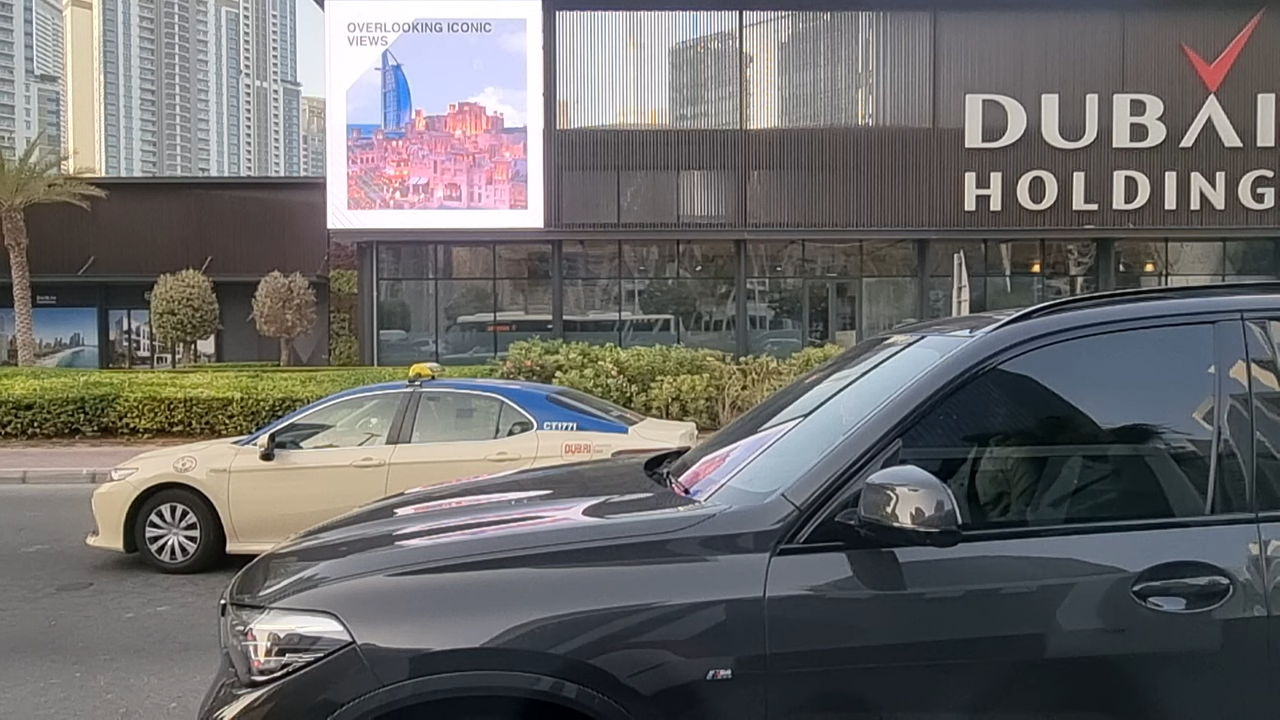 OVERLOOKING ICONIC
VIEWS
DUBAI
HOLDING
CT1771
DUBAI
M